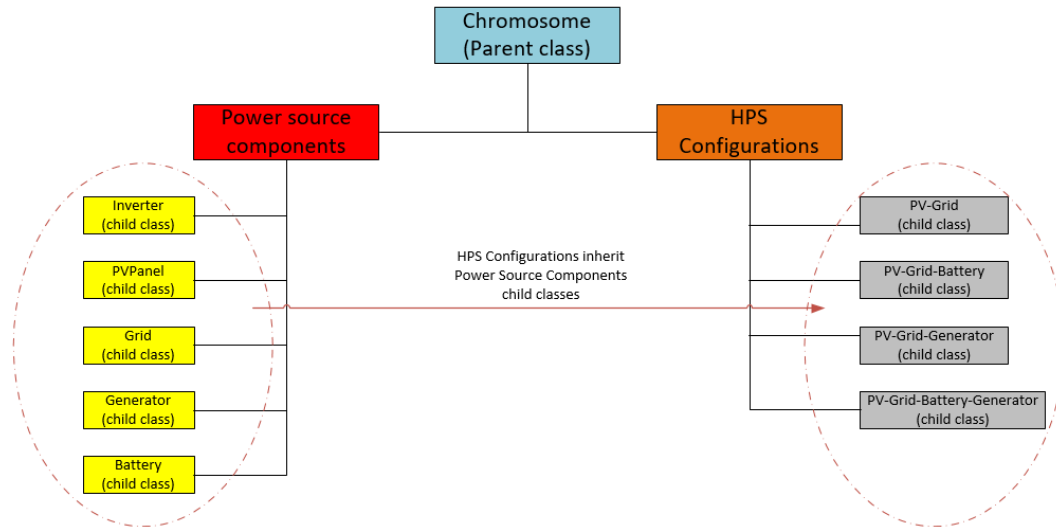 Chromosome
(Parent class)
Power source
components
HPS
Configurations
Inverter
(child class)
PVPanel
(child class)
Grid
(child class)
Generator
(child class)
Battery
(child class)
HPS Configurations inherit
Power Source Components
child classes
PV-Grid
(child class)
PV-Grid-Battery
(child class)
PV-Grid-Generator
(child class)
PV-Grid-Battery-Generator
(child class)